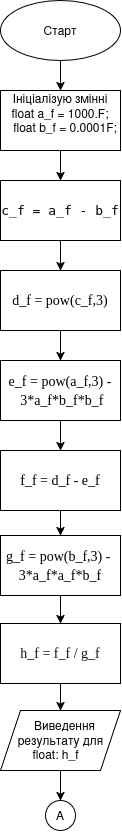 Старт
Ініціалізую змінні
float a_f = 1000.F;
float b_f = 0.0001F;
c_f = a_f - b_f
d_f = pow(c_f,3)
e_f = pow(a_f,3) -
3*a_f*b_f*b_f
f_f = d_f - e_f
g_f = pow(b_f,3) -
3*a_f*a_f*b_f
h_f = f_f / g_f
Виведення
результату для
float: h_f
A